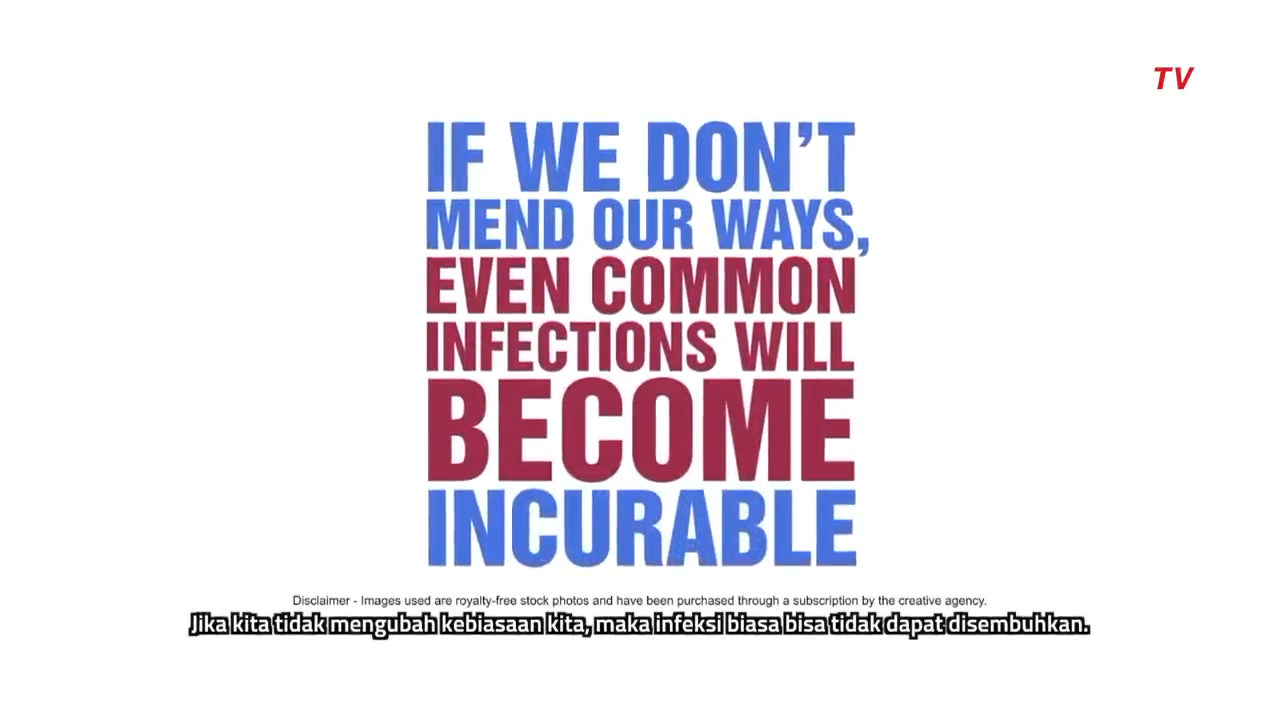 TV
IF WE DON'T
MEND OUR WAYS,
EVEN COMMON
INFECTIONS WILL
BECOME
INCURABLE
Disclaimer - Images used are royalty-free stock photos and have been purchased through a subscription by the creative agency.
Jika kita tidak mengubah kebiasaan kita, maka infeksi biasa bisa tidak dapat disembuhkan.